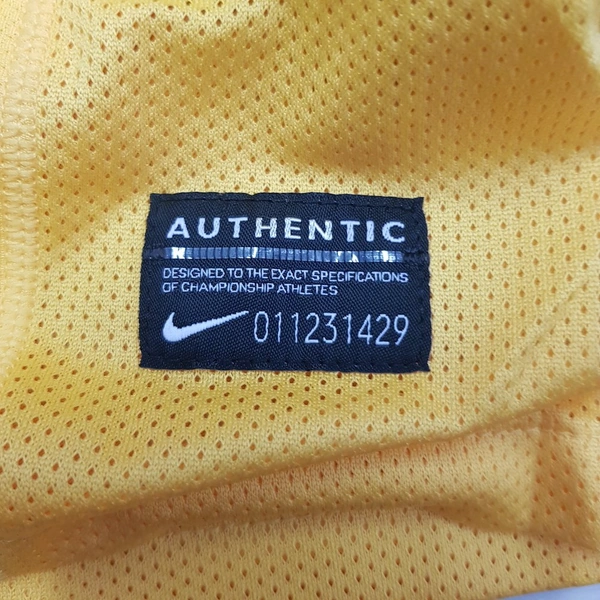 AUTHENTIC
DESIGNED TO THE EXACT SPECIFICATIONS
OF CHAMPIONSHIP ATHLETES
011231429